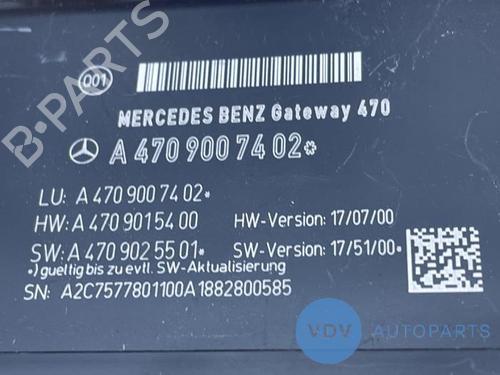 001
MERCEDES BENZ Gateway 470
A 470 900 74 02*
LU: A 470 900 74 02*
HW: A 470 901 54 00 HW-Version: 17/07/00
SW: A 470 902 55 01* SW-Version: 17/51/00*
*) gueltig bis zu evtl. SW-Aktualisierung
SN: A2C7577801100A1882800585
B-PARTS
VDV AUTOPARTS